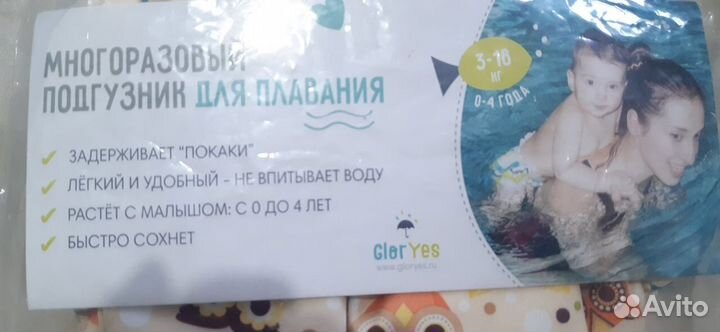 МНОГОРАЗОВЫЙ
ПОДГУЗНИК ДЛЯ ПЛАВАНИЯ
ЗАДЕРЖИВАЕТ "ПОКАКИ"
ЛЁГКИЙ И УДОБНЫЙ - НЕ ВПИТЫВАЕТ ВОДУ
РАСТЁТ С МАЛЫШОМ: С 0 ДО 4 ЛЕТ
БЫСТРО СОХНЕТ
3-18
КГ
0-4 ГОДА
GlorYes
www.gloryes.ru
Avito